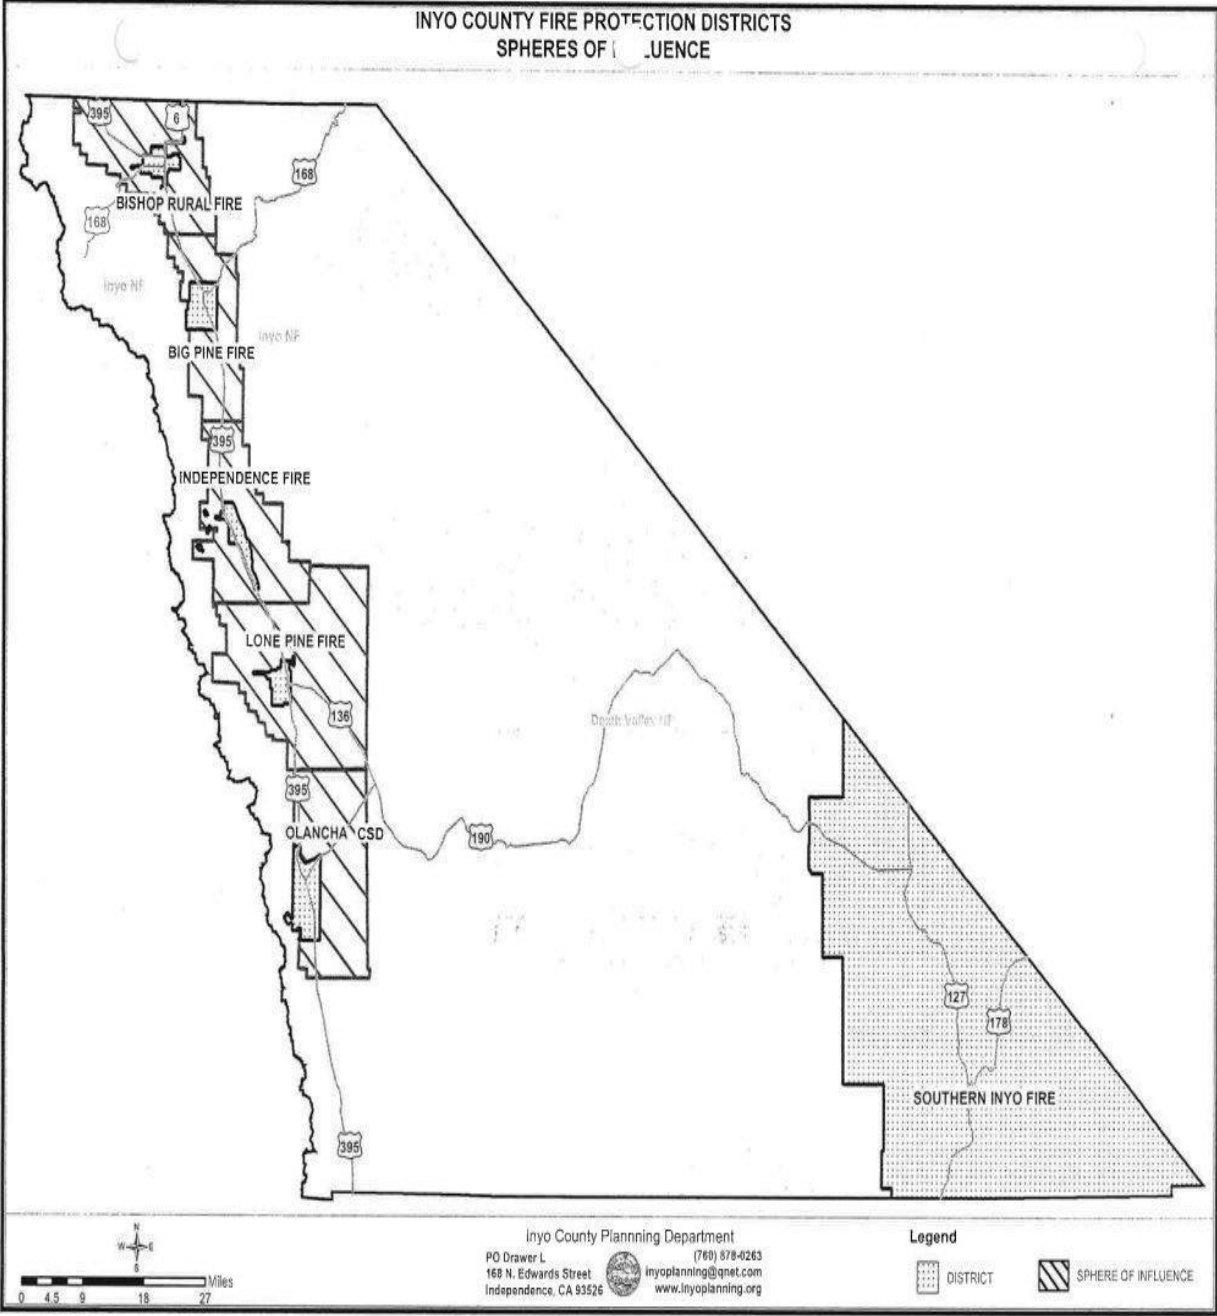 INYO COUNTY FIRE PROTECTION DISTRICTS
SPHERES OF I LUENCE
395
6
168
BISHOP RURAL FIRE
168
Inyo NF
Inyo NF
BIG PINE FIRE
395
INDEPENDENCE FIRE
LONE PINE FIRE
136
Death Valley
395
OLANCHA CSD
190
127
178
SOUTHERN INYO FIRE
395
N
W E
S
Miles
0 4.5 9 18 27
Inyo County Plannning Department
PO Drawer L
168 N. Edwards Street
Independence, CA 93526
(760) 878-0263
inyoplanning@qnet.com
www.inyoplanning.org
Legend
DISTRICT
SPHERE OF INFLUENCE